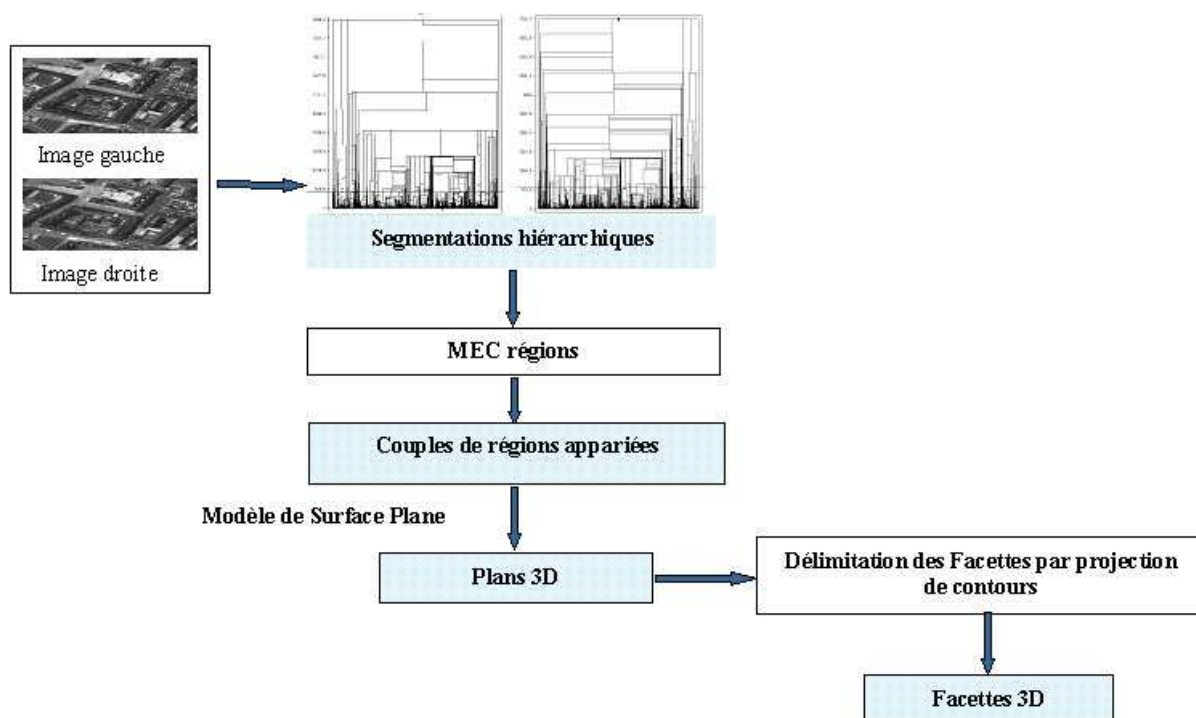 Image gauche
Image droite
Segmentations hiérarchiques
MEC régions
Couples de régions appariées
Modèle de Surface Plane
Plans 3D
Délimitation des Facettes par projection
de contours
Facettes 3D